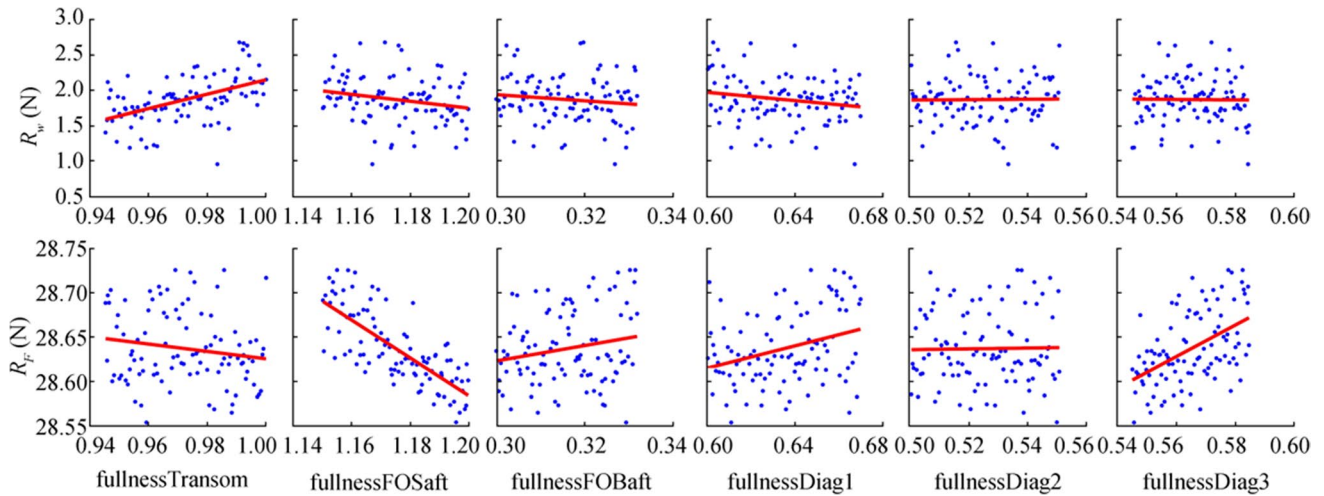 3.0
2.5
2.0
1.5
1.0
0.5
R_w (N)
0.94 0.96 0.98 1.00
1.14 1.16 1.18 1.20
0.30 0.32 0.34
0.60 0.64 0.68
0.50 0.52 0.54 0.56
0.54 0.56 0.58 0.60
28.75
28.70
28.65
28.60
28.55
R_F (N)
0.94 0.96 0.98 1.00
1.14 1.16 1.18 1.20
0.30 0.32 0.34
0.60 0.64 0.68
0.50 0.52 0.54 0.56
0.54 0.56 0.58 0.60
fullnessTransom fullnessFOSaft fullnessFOBaft fullnessDiag1 fullnessDiag2 fullnessDiag3